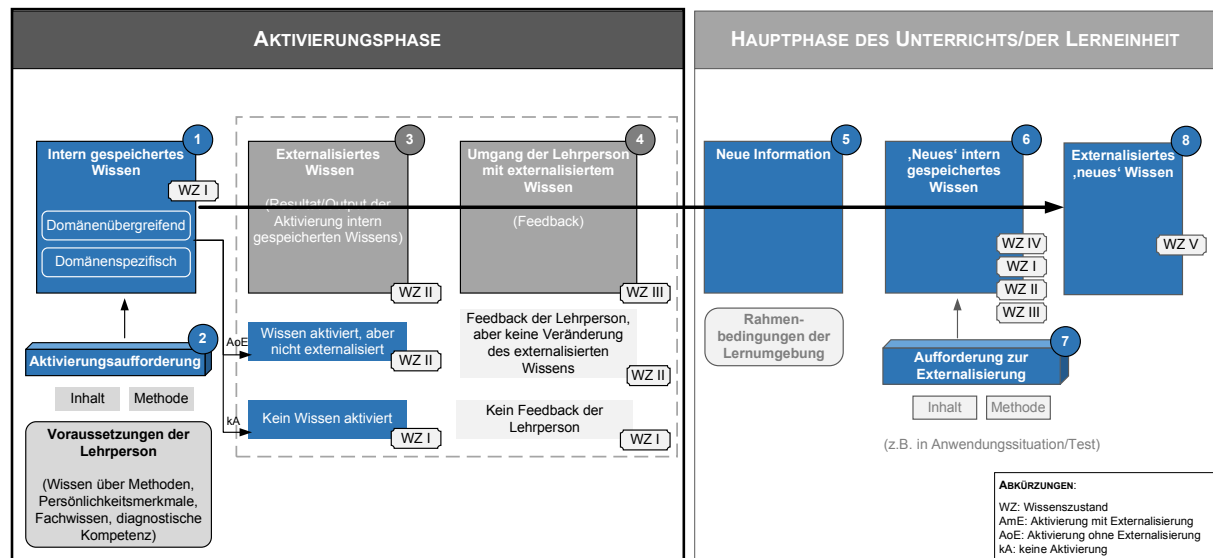 AKTIVIERUNGSPHASE
HAUPTPHASE DES UNTERRICHTS/DER LERNEINHEIT
1
Intern gespeichertes
Wissen
WZ I
Domänenübergreifend
Domänenspezifisch
2
Aktivierungsaufforderung
Inhalt
Methode
Voraussetzungen der
Lehrperson
(Wissen über Methoden,
Persönlichkeitsmerkmale,
Fachwissen, diagnostische
Kompetenz)
3
Externalisiertes
Wissen
(Resultat/Output der
Aktivierung intern
gespeicherten Wissens)
WZ II
AoE
Wissen aktiviert, aber
nicht externalisiert
WZ II
kA
Kein Wissen aktiviert
WZ I
4
Umgang der Lehrperson
mit externalisiertem
Wissen
(Feedback)
WZ III
Feedback der Lehrperson,
aber keine Veränderung
des externalisierten
Wissens
WZ II
Kein Feedback der
Lehrperson
WZ I
5
Neue Information
Rahmen-
bedingungen der
Lernumgebung
6
‚Neues‘ intern
gespeichertes
Wissen
WZ IV
WZ I
WZ II
WZ III
7
Aufforderung zur
Externalisierung
Inhalt
Methode
(z.B. in Anwendungssituation/Test)
8
Externalisiertes
‚neues‘ Wissen
WZ V
ABKÜRZUNGEN:
WZ: Wissenszustand
AmE: Aktivierung mit Externalisierung
AoE: Aktivierung ohne Externalisierung
kA: keine Aktivierung